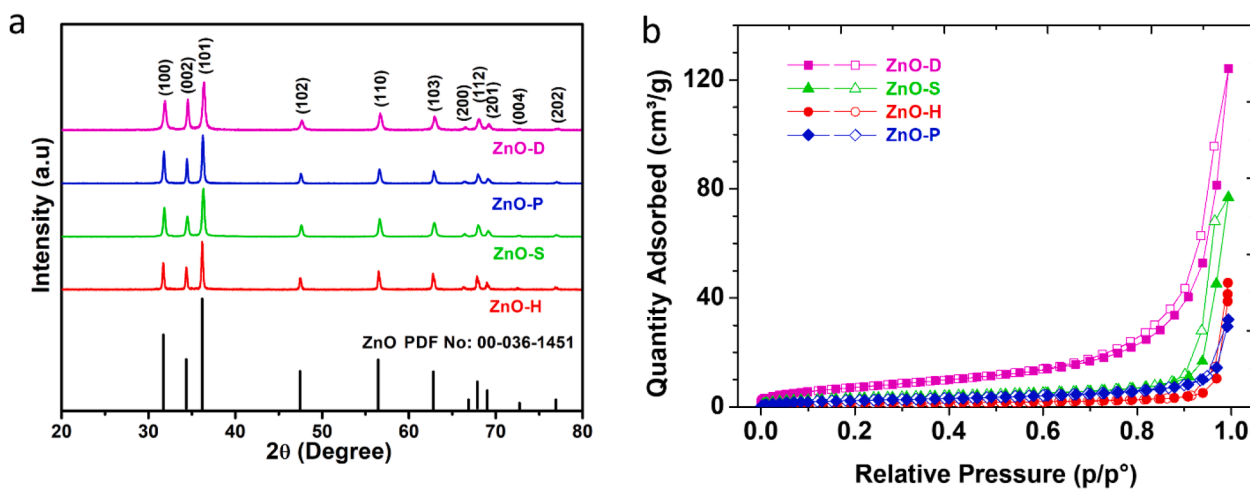 a
(100)
(002)
(101)
(102)
(110)
(103)
(200)
(112)
(201)
(004)
(202)
ZnO-D
ZnO-P
ZnO-S
ZnO-H
ZnO PDF No: 00-036-1451
Intensity (a.u)
20 30 40 50 60 70 80
2θ (Degree)
b
ZnO-D
ZnO-S
ZnO-H
ZnO-P
Quantity Adsorbed (cm³/g)
120
80
40
0
0.0 0.2 0.4 0.6 0.8 1.0
Relative Pressure (p/p°)